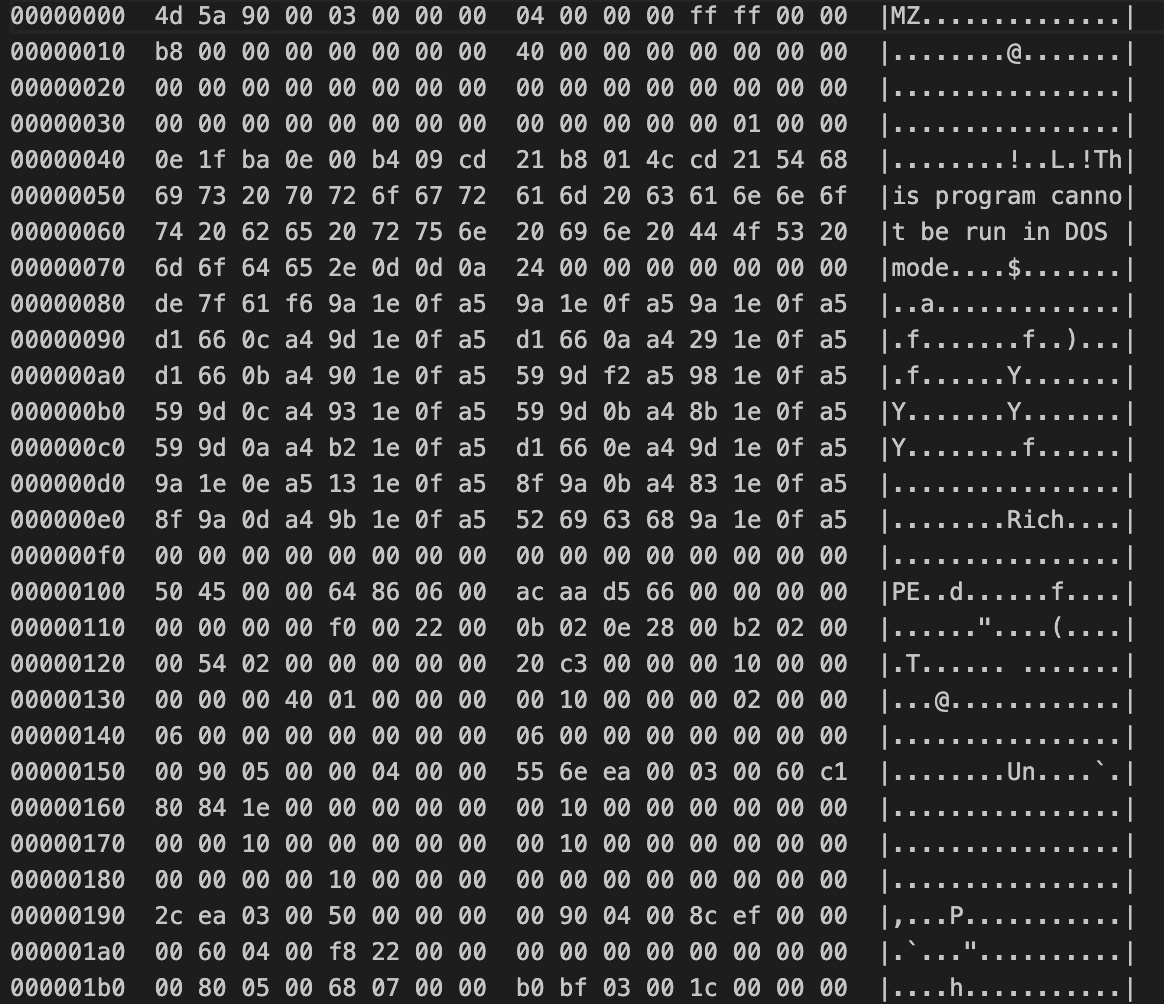 00000000  4d 5a 90 00 03 00 00 00  04 00 00 00 ff ff 00 00  |MZ..............|
00000010  b8 00 00 00 00 00 00 00  40 00 00 00 00 00 00 00  |........@.......|
00000020  00 00 00 00 00 00 00 00  00 00 00 00 00 00 00 00  |................|
00000030  00 00 00 00 00 00 00 00  00 00 00 00 00 01 00 00  |................|
00000040  0e 1f ba 0e 00 b4 09 cd  21 b8 01 4c cd 21 54 68  |........!..L.!Th|
00000050  69 73 20 70 72 6f 67 72  61 6d 20 63 61 6e 6e 6f  |is program canno|
00000060  74 20 62 65 20 72 75 6e  20 69 6e 20 44 4f 53 20  |t be run in DOS |
00000070  6d 6f 64 65 2e 0d 0d 0a  24 00 00 00 00 00 00 00  |mode....$.......|
00000080  de 7f 61 f6 9a 1e 0f a5  9a 1e 0f a5 9a 1e 0f a5  |..a.............|
00000090  d1 66 0c a4 9d 1e 0f a5  d1 66 0a a4 29 1e 0f a5  |.f.......f..)...|
000000a0  d1 66 0b a4 90 1e 0f a5  59 9d f2 a5 98 1e 0f a5  |.f......Y.......|
000000b0  59 9d 0c a4 93 1e 0f a5  59 9d 0b a4 8b 1e 0f a5  |Y.......Y.......|
000000c0  59 9d 0a a4 b2 1e 0f a5  d1 66 0e a4 9d 1e 0f a5  |Y........f......|
000000d0  9a 1e 0e a5 13 1e 0f a5  8f 9a 0b a4 83 1e 0f a5  |................|
000000e0  8f 9a 0d a4 9b 1e 0f a5  52 69 63 68 9a 1e 0f a5  |........Rich....|
000000f0  00 00 00 00 00 00 00 00  00 00 00 00 00 00 00 00  |................|
00000100  50 45 00 00 64 86 06 00  ac aa d5 66 00 00 00 00  |PE..d......f....|
00000110  00 00 00 00 f0 00 22 00  0b 02 0e 28 00 b2 02 00  |......"....(....|
00000120  00 54 02 00 00 00 00 00  20 c3 00 00 00 10 00 00  |.T...... .......|
00000130  00 00 00 40 01 00 00 00  00 10 00 00 00 02 00 00  |...@............|
00000140  06 00 00 00 00 00 00 00  06 00 00 00 00 00 00 00  |................|
00000150  00 90 05 00 00 04 00 00  55 6e ea 00 03 00 60 c1  |........Un....`.|
00000160  80 84 1e 00 00 00 00 00  00 10 00 00 00 00 00 00  |................|
00000170  00 00 10 00 00 00 00 00  00 10 00 00 00 00 00 00  |................|
00000180  00 00 00 00 10 00 00 00  00 00 00 00 00 00 00 00  |................|
00000190  2c ea 03 00 50 00 00 00  00 90 04 00 8c ef 00 00  |,...P...........|
000001a0  00 60 04 00 f8 22 00 00  00 00 00 00 00 00 00 00  |.`..."..........|
000001b0  00 80 05 00 68 07 00 00  b0 bf 03 00 1c 00 00 00  |....h...........|